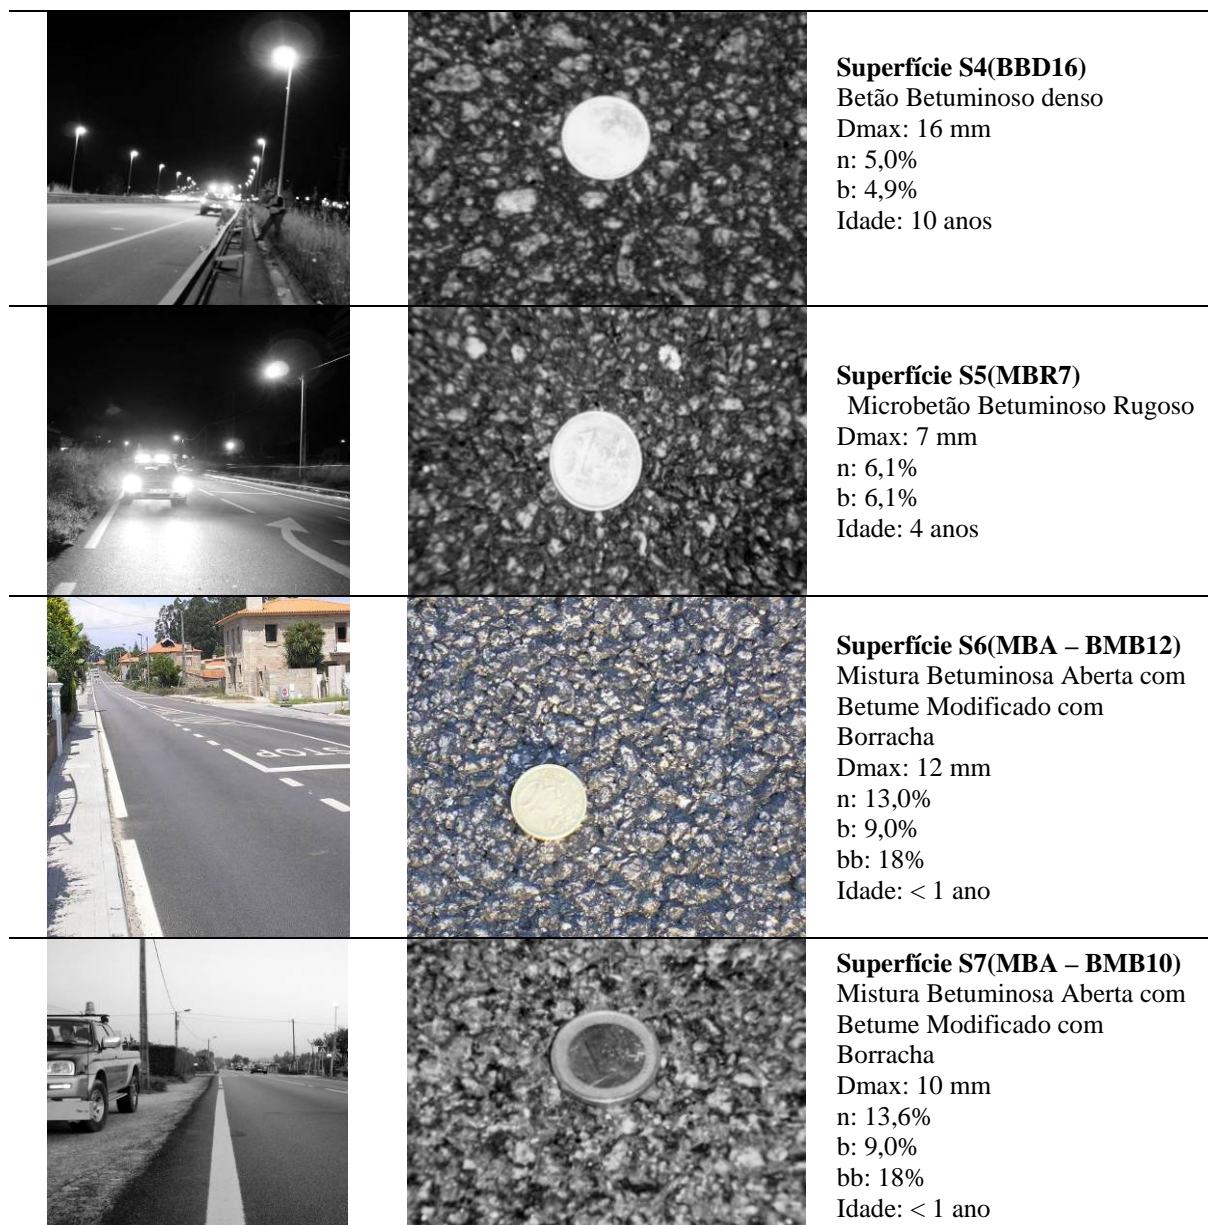 Superfície S4(BBD16)
Betão Betuminoso denso
Dmax: 16 mm
n: 5,0%
b: 4,9%
Idade: 10 anos
Superfície S5(MBR7)
Microbetão Betuminoso Rugoso
Dmax: 7 mm
n: 6,1%
b: 6,1%
Idade: 4 anos
STOP
Superfície S6(MBA – BMB12)
Mistura Betuminosa Aberta com
Betume Modificado com
Borracha
Dmax: 12 mm
n: 13,0%
b: 9,0%
bb: 18%
Idade: < 1 ano
Superfície S7(MBA – BMB10)
Mistura Betuminosa Aberta com
Betume Modificado com
Borracha
Dmax: 10 mm
n: 13,6%
b: 9,0%
bb: 18%
Idade: < 1 ano